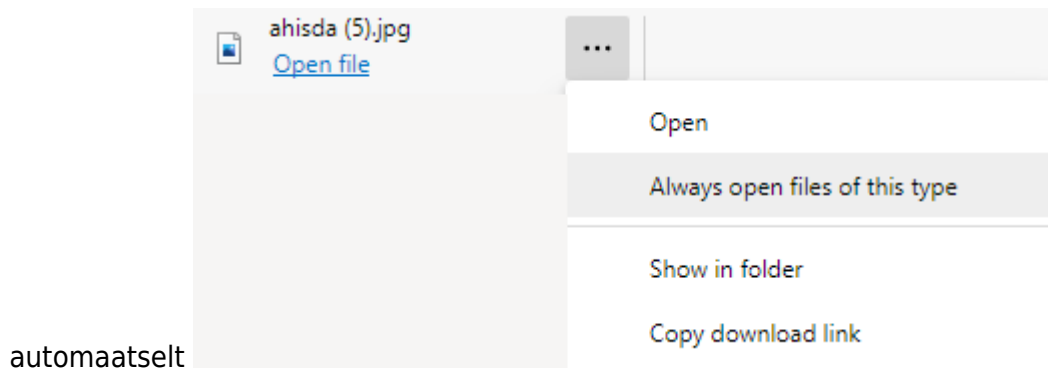 ahisda (5).jpg
Open file
...
Open
Always open files of this type
Show in folder
Copy download link
automaatselt